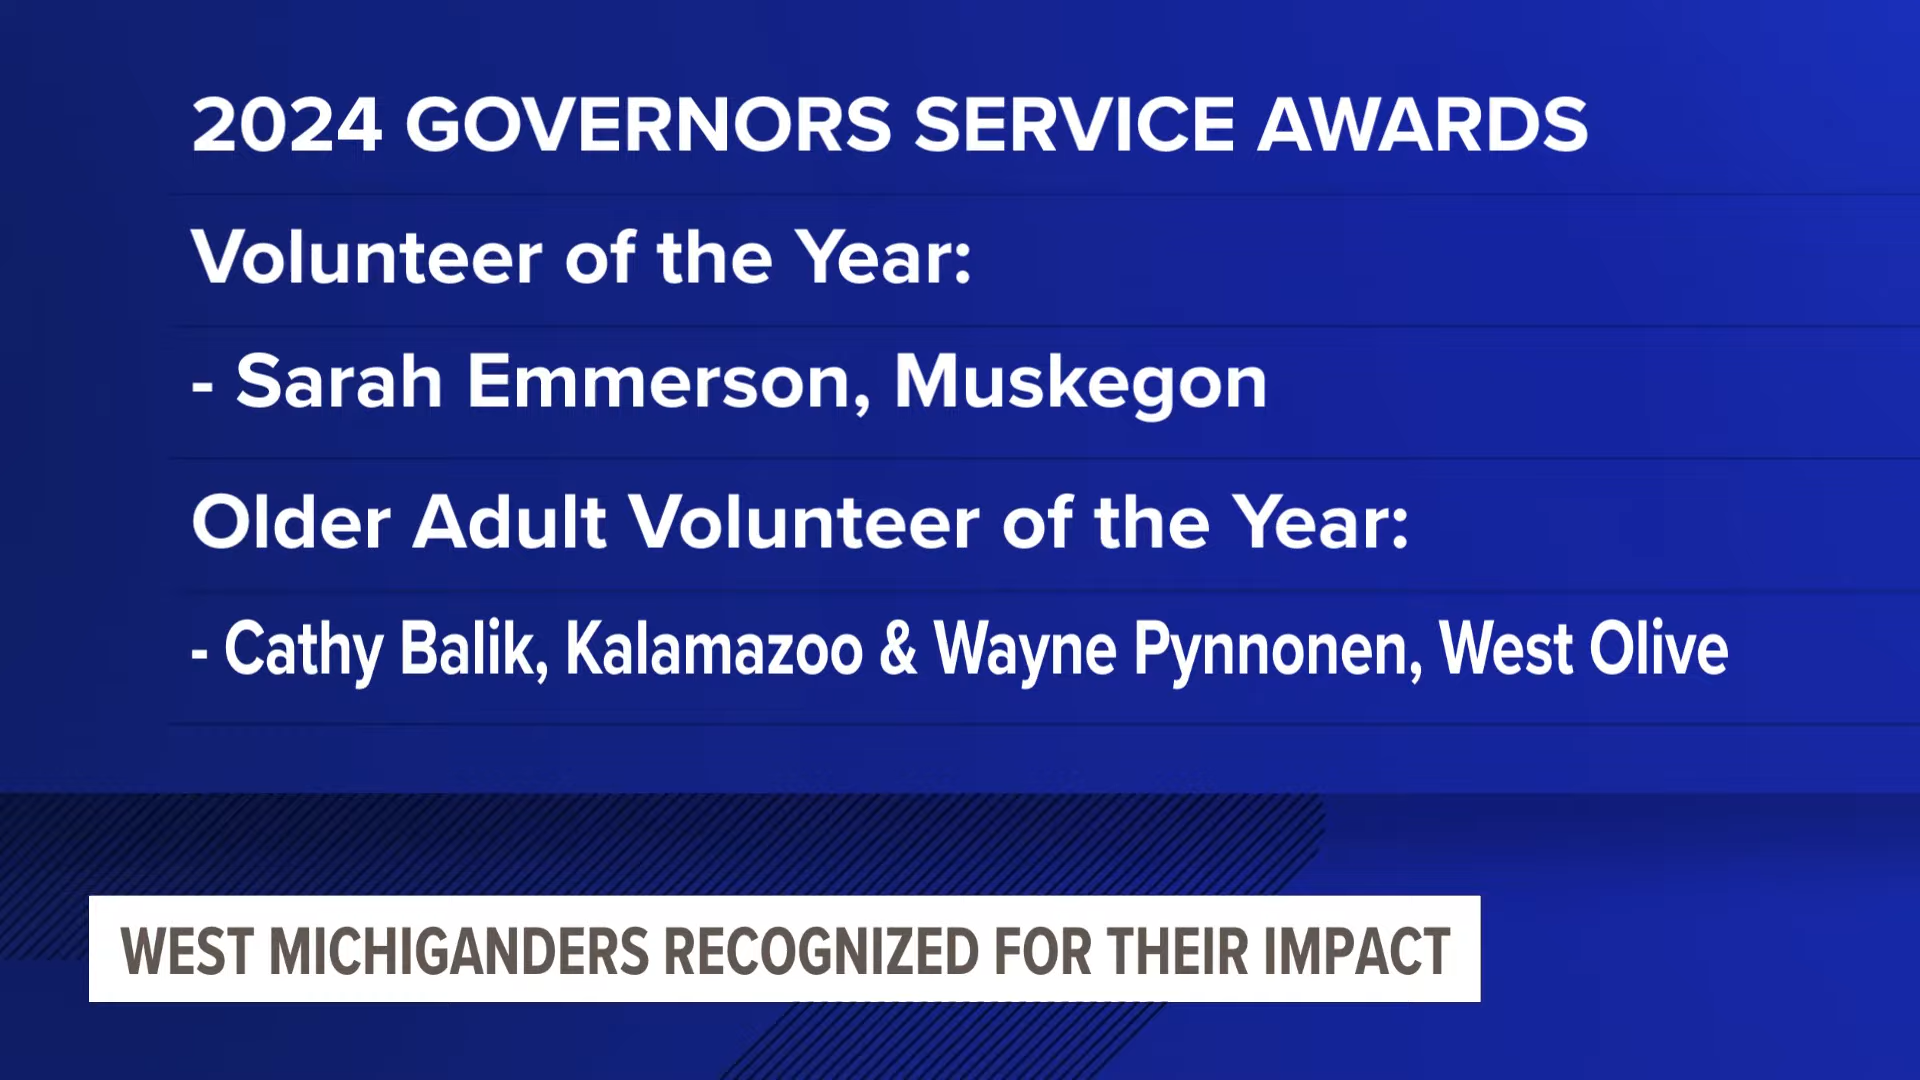 2024 GOVERNORS SERVICE AWARDS
Volunteer of the Year:
- Sarah Emmerson, Muskegon
Older Adult Volunteer of the Year:
- Cathy Balik, Kalamazoo & Wayne Pynnonen, West Olive
WEST MICHIGANDERS RECOGNIZED FOR THEIR IMPACT